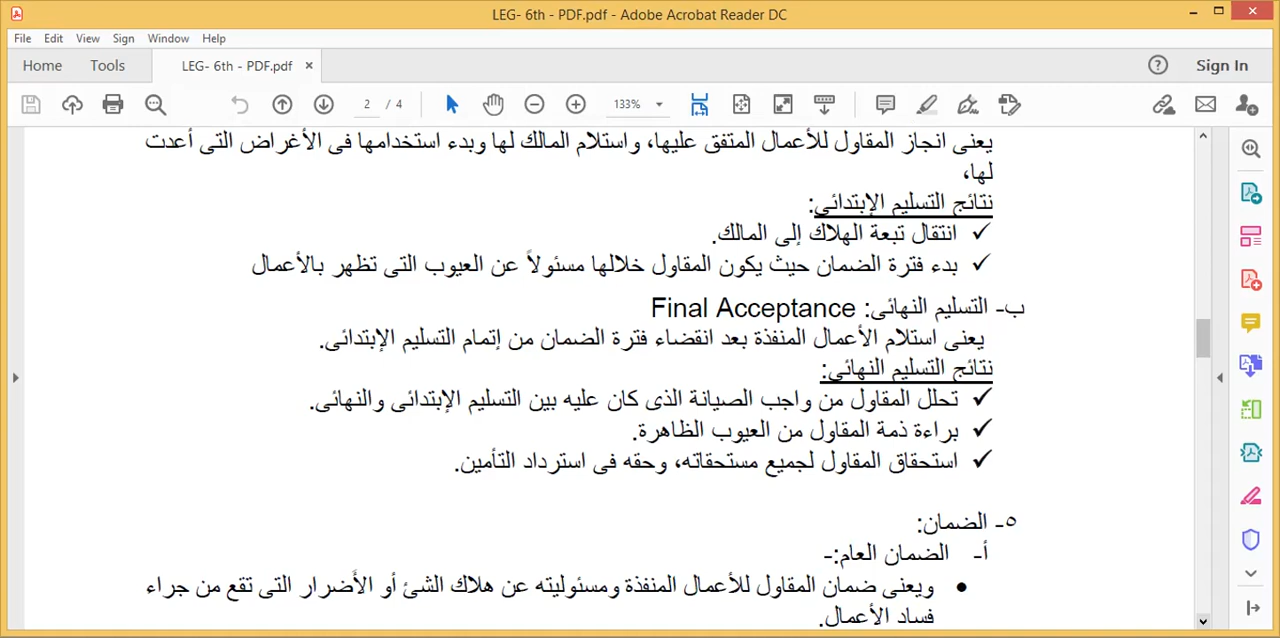 LEG- 6th - PDF.pdf - Adobe Acrobat Reader DC
File Edit View Sign Window Help
Home Tools LEG- 6th - PDF.pdf × Sign In
2 / 4 133%
يعنى انجاز المقاول للأعمال المتفق عليها، واستلام المالك لها وبدء استخدامها فى الأغراض التى أعدت
لها،
نتائج التسليم الإبتدائى:
✓ انتقال تبعة الهلاك إلى المالك.
✓ بدء فترة الضمان حيث يكون المقاول خلالها مسئولاً عن العيوب التى تظهر بالأعمال
ب- التسليم النهائى: Final Acceptance
يعنى استلام الأعمال المنفذة بعد انقضاء فترة الضمان من إتمام التسليم الإبتدائى.
نتائج التسليم النهائى:
✓ تحلل المقاول من واجب الصيانة الذى كان عليه بين التسليم الإبتدائى والنهائى.
✓ براءة ذمة المقاول من العيوب الظاهرة.
✓ استحقاق المقاول لجميع مستحقاته، وحقه فى استرداد التأمين.
٥- الضمان:
أ- الضمان العام:-
• ويعنى ضمان المقاول للأعمال المنفذة ومسئوليته عن هلاك الشئ أو الأضرار التى تقع من جراء
فساد الأعمال.